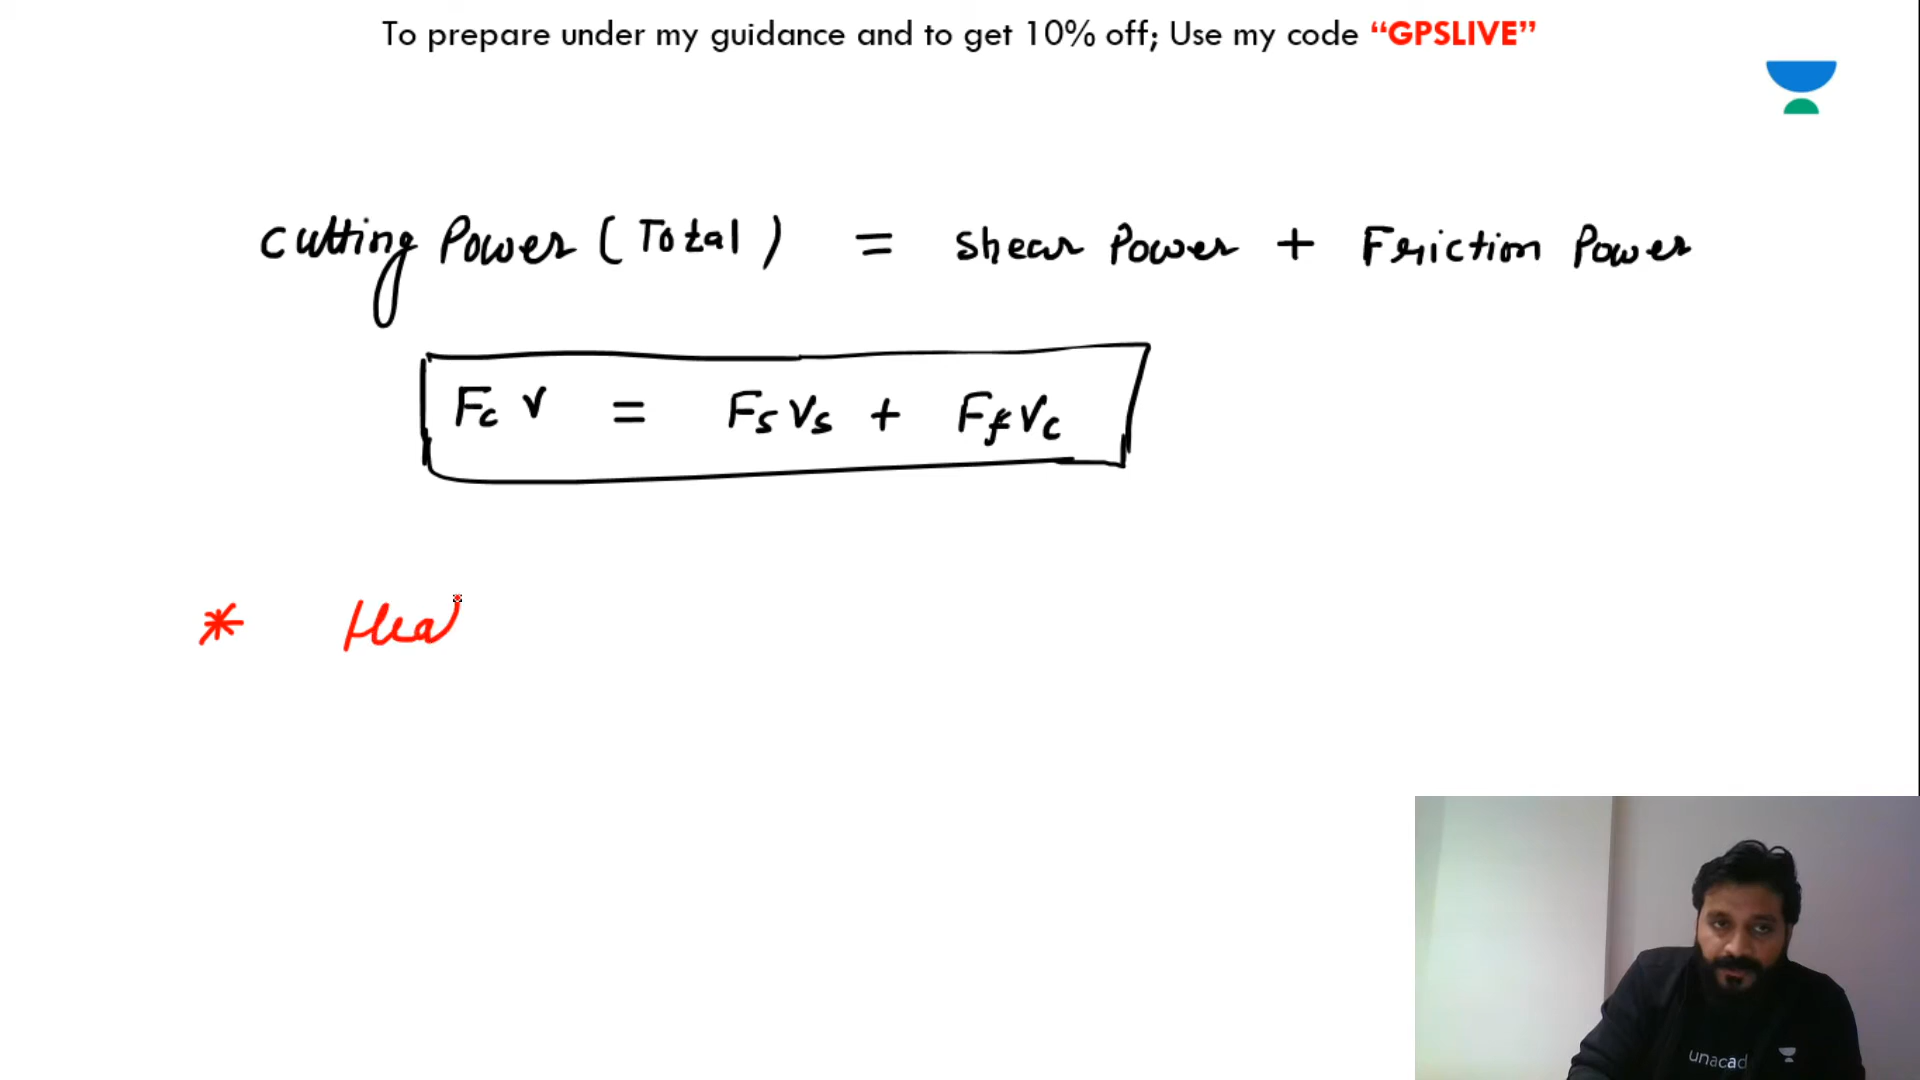 To prepare under my guidance and to get 10% off; Use my code “GPSLIVE”
Cutting Power (Total) = Shear Power + Friction Power
Fc V = Fs Vs + Ff Vc
* Hea
unacad